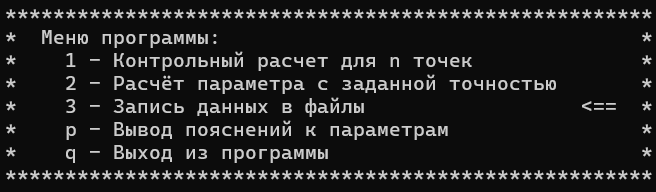 ******************************************************
*  Меню программы:                                   *
*    1 – Контрольный расчет для n точек              *
*    2 – Расчёт параметра с заданной точностью       *
*    3 – Запись данных в файлы                  <==  *
*    p – Вывод пояснений к параметрам                *
*    q – Выход из программы                          *
******************************************************